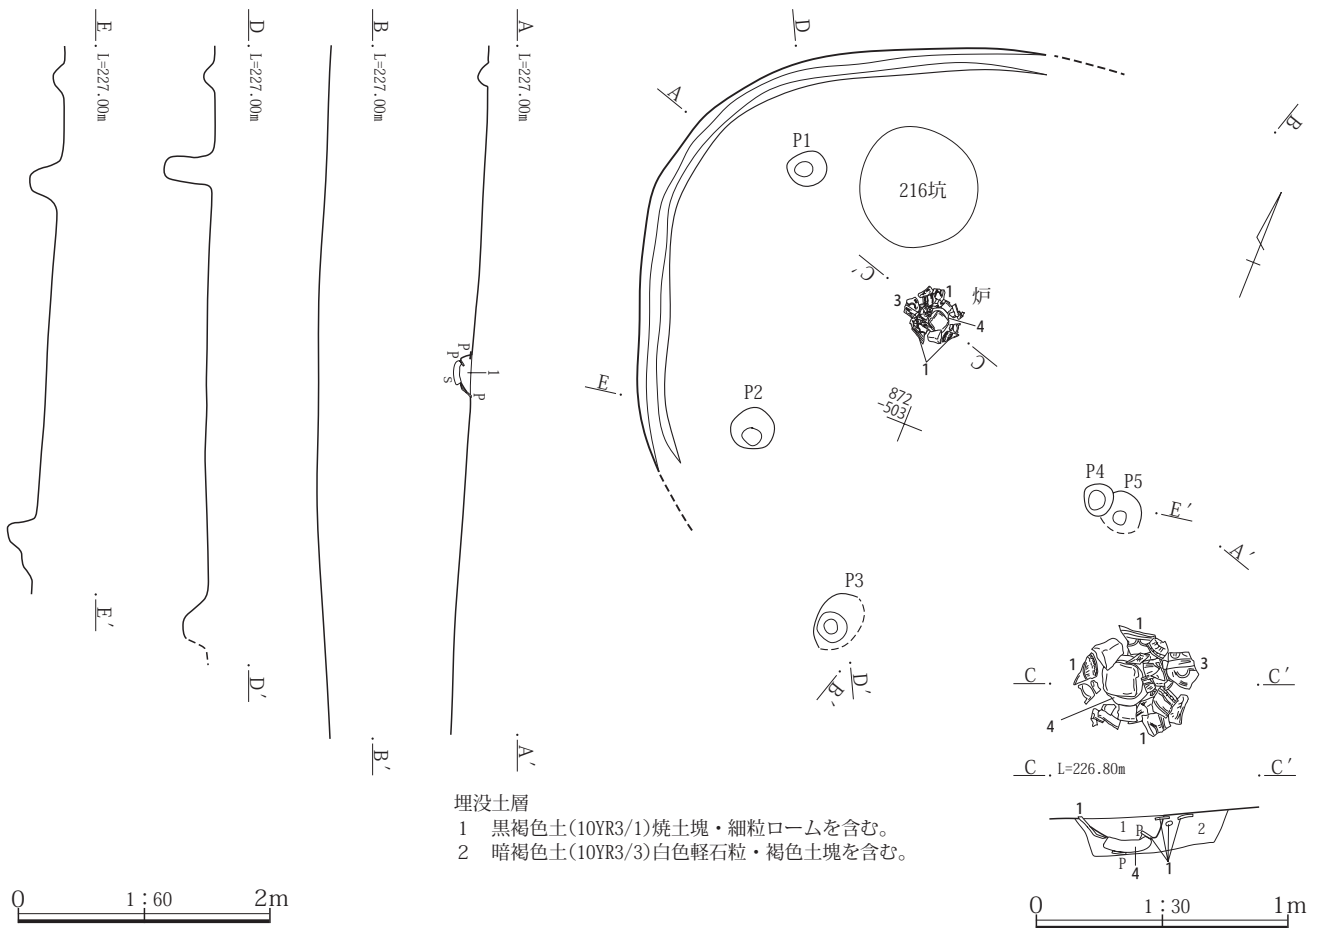 E
L=227.00m
E′
D
L=227.00m
D′
B
L=227.00m
B′
A
L=227.00m
P
P
S
1
P
A′
D
A
B
P1
216坑
C′
3
1
炉
4
1
C
E
P2
872
-503
P4
P5
E′
A′
P3
D′
B′
1
C
1
3
C′
4
1
C
L=226.80m
C′
1
1
P
2
P
4
1
埋没土層
1 黒褐色土(10YR3/1)焼土塊・細粒ロームを含む。
2 暗褐色土(10YR3/3)白色軽石粒・褐色土塊を含む。
0 1：60 2m
0 1：30 1m